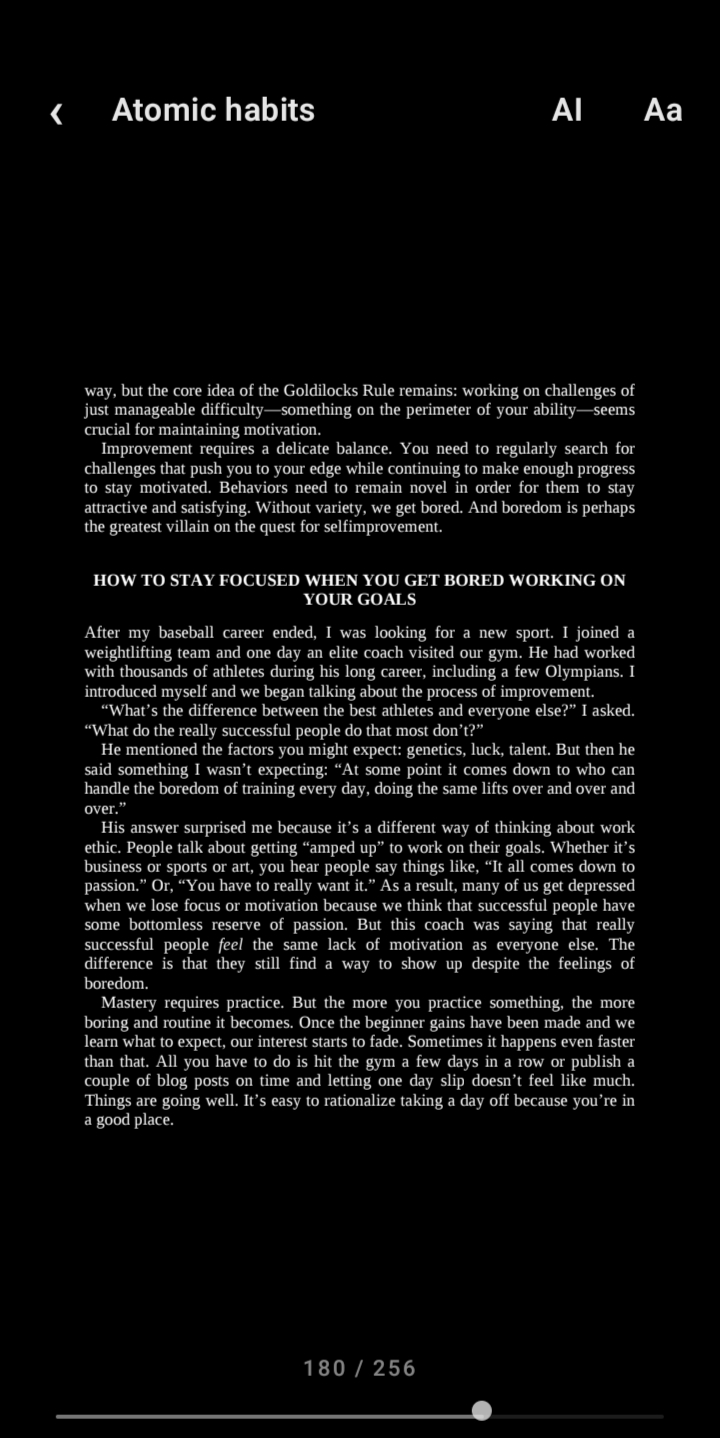 ‹ Atomic habits AI Aa
way, but the core idea of the Goldilocks Rule remains: working on challenges of
just manageable difficulty—something on the perimeter of your ability—seems
crucial for maintaining motivation.
Improvement requires a delicate balance. You need to regularly search for
challenges that push you to your edge while continuing to make enough progress
to stay motivated. Behaviors need to remain novel in order for them to stay
attractive and satisfying. Without variety, we get bored. And boredom is perhaps
the greatest villain on the quest for selfimprovement.
HOW TO STAY FOCUSED WHEN YOU GET BORED WORKING ON
YOUR GOALS
After my baseball career ended, I was looking for a new sport. I joined a
weightlifting team and one day an elite coach visited our gym. He had worked
with thousands of athletes during his long career, including a few Olympians. I
introduced myself and we began talking about the process of improvement.
“What’s the difference between the best athletes and everyone else?” I asked.
“What do the really successful people do that most don’t?”
He mentioned the factors you might expect: genetics, luck, talent. But then he
said something I wasn’t expecting: “At some point it comes down to who can
handle the boredom of training every day, doing the same lifts over and over and
over.”
His answer surprised me because it’s a different way of thinking about work
ethic. People talk about getting “amped up” to work on their goals. Whether it’s
business or sports or art, you hear people say things like, “It all comes down to
passion.” Or, “You have to really want it.” As a result, many of us get depressed
when we lose focus or motivation because we think that successful people have
some bottomless reserve of passion. But this coach was saying that really
successful people feel the same lack of motivation as everyone else. The
difference is that they still find a way to show up despite the feelings of
boredom.
Mastery requires practice. But the more you practice something, the more
boring and routine it becomes. Once the beginner gains have been made and we
learn what to expect, our interest starts to fade. Sometimes it happens even faster
than that. All you have to do is hit the gym a few days in a row or publish a
couple of blog posts on time and letting one day slip doesn’t feel like much.
Things are going well. It’s easy to rationalize taking a day off because you’re in
a good place.
180 / 256